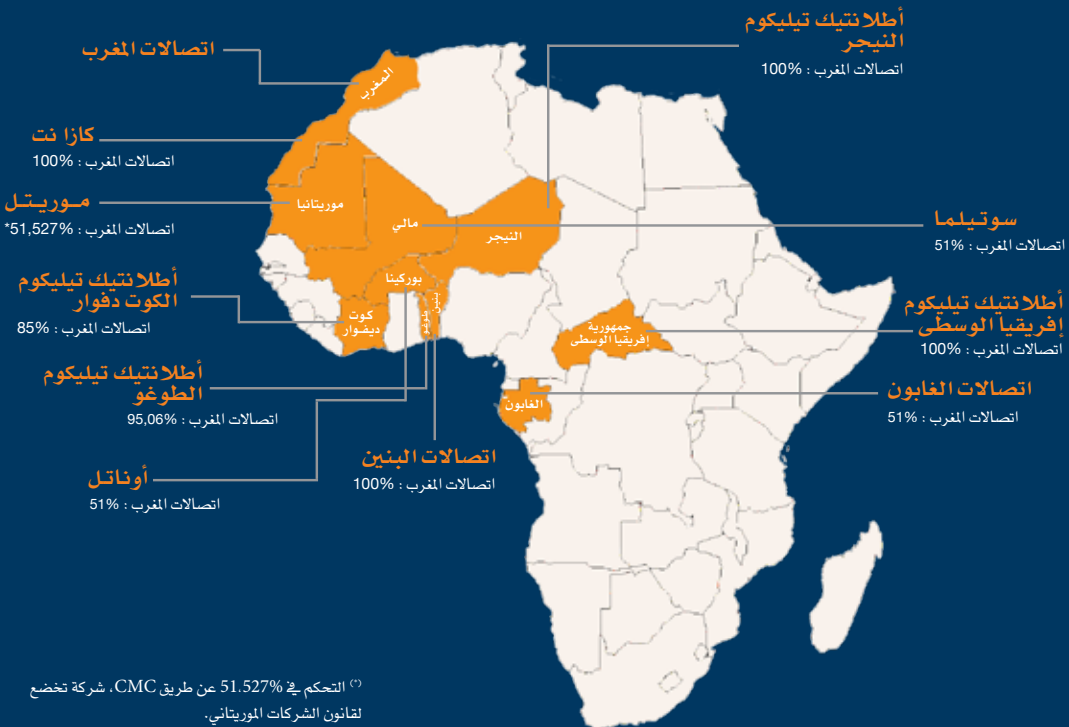 أطلانتيك تيليكوم
النيجر
اتصالات المغرب : %100
اتصالات المغرب
كازا نت
اتصالات المغرب : %100
موريتل
اتصالات المغرب : %51,527*
أطلانتيك تيليكوم
الكوت دفوار
اتصالات المغرب : %85
أطلانتيك تيليكوم
الطوغو
اتصالات المغرب : %95,06
أوناتل
اتصالات المغرب : %51
اتصالات البنين
اتصالات المغرب : %100
سوتيلما
اتصالات المغرب : %51
أطلانتيك تيليكوم
إفريقيا الوسطى
اتصالات المغرب : %100
اتصالات الغابون
اتصالات المغرب : %51
المغرب
موريتانيا
مالي
النيجر
بوركينا
كوت
ديفوار
بنين
جمهورية
إفريقيا الوسطى
الغابون
(*) التحكم في %51.527 عن طريق CMC، شركة تخضع
لقانون الشركات الموريتاني.